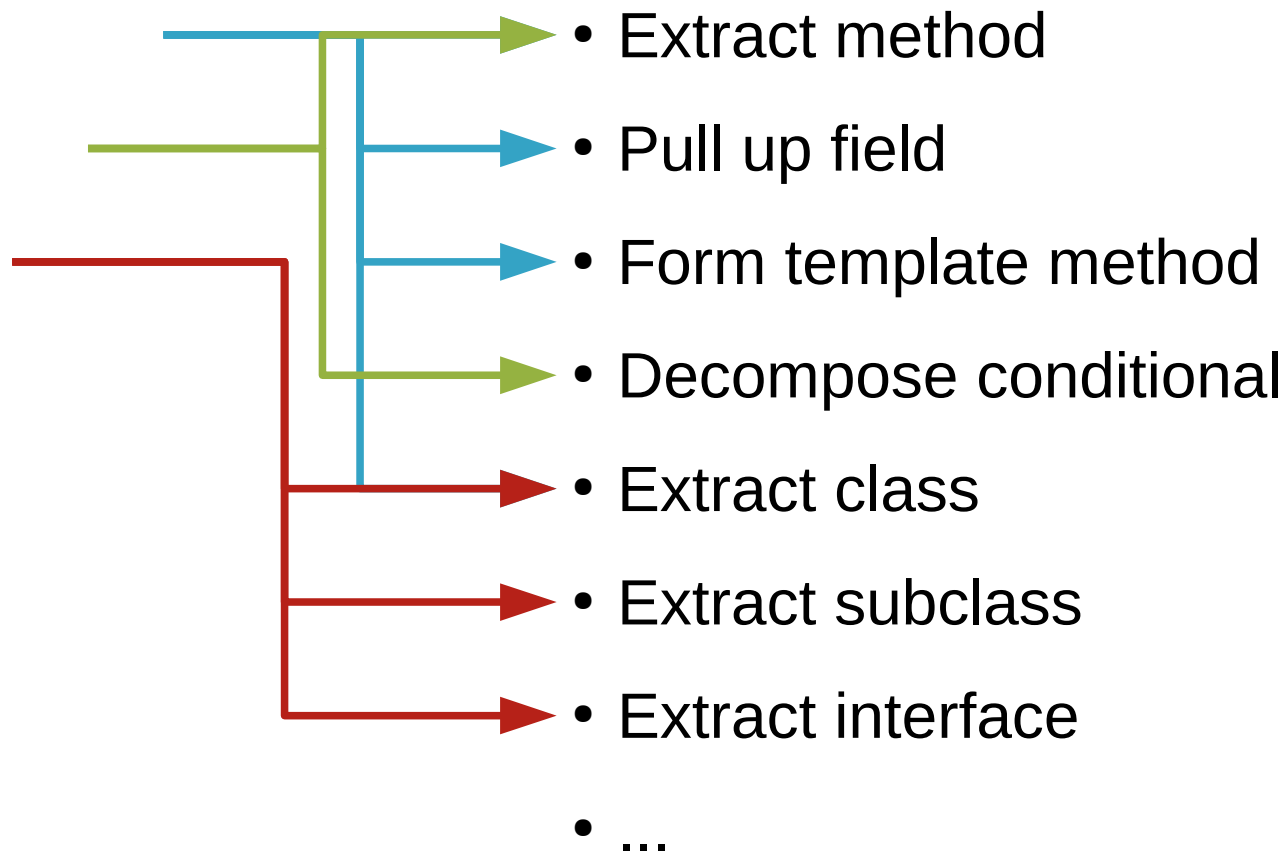 • Extract method
• Pull up field
• Form template method
• Decompose conditional
• Extract class
• Extract subclass
• Extract interface
• ...